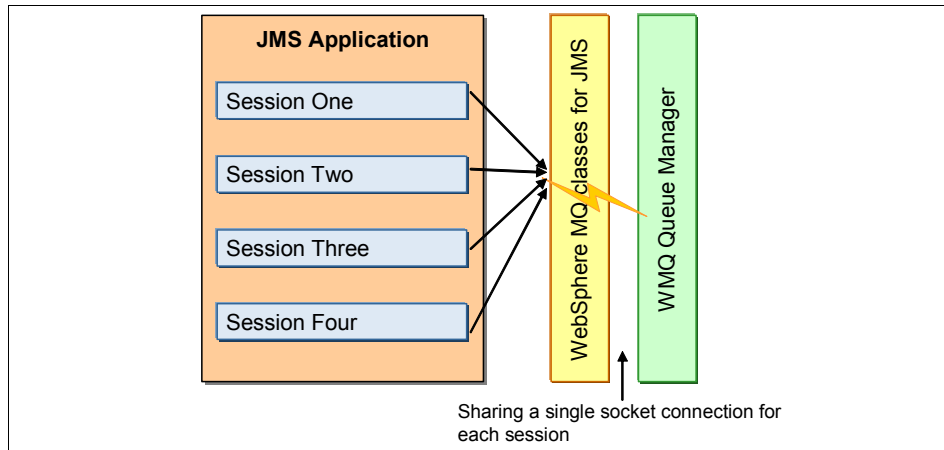 JMS Application
Session One
Session Two
Session Three
Session Four
WebSphere MQ classes for JMS
WMQ Queue Manager
Sharing a single socket connection for
each session